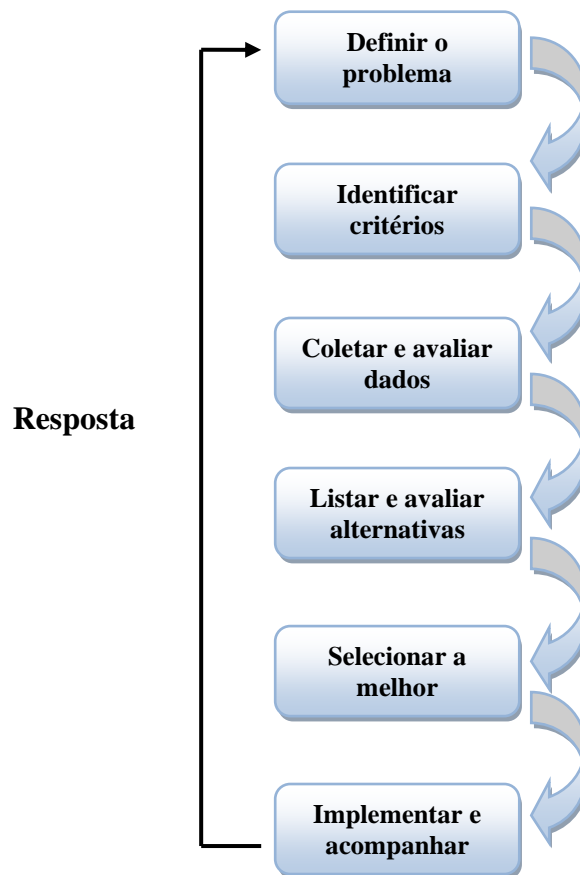 Definir o
problema
Identificar
critérios
Coletar e avaliar
dados
Resposta
Listar e avaliar
alternativas
Selecionar a
melhor
Implementar e
acompanhar